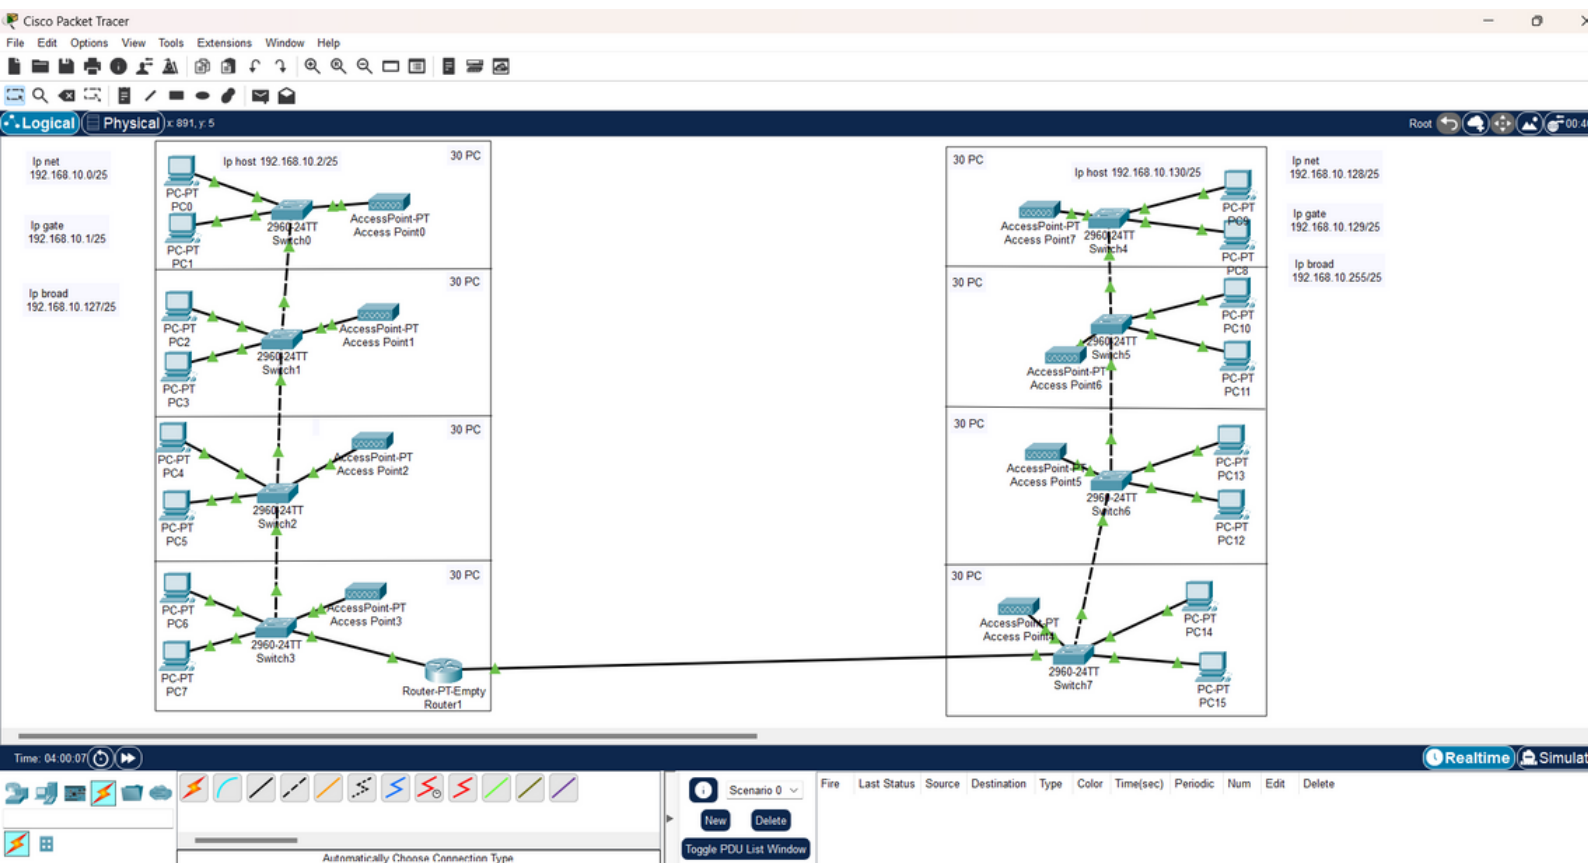 Cisco Packet Tracer
File Edit Options View Tools Extensions Window Help
Logical Physical x: 891, y: 5
Root
Ip net
192.168.10.0/25
Ip gate
192.168.10.1/25
Ip broad
192.168.10.127/25
30 PC
Ip host 192.168.10.2/25
PC-PT
PC0
PC-PT
PC1
2960-24TT
Switch0
AccessPoint-PT
Access Point0
30 PC
PC-PT
PC2
PC-PT
PC3
2960-24TT
Switch1
AccessPoint-PT
Access Point1
30 PC
PC-PT
PC4
PC-PT
PC5
2960-24TT
Switch2
AccessPoint-PT
Access Point2
30 PC
PC-PT
PC6
PC-PT
PC7
2960-24TT
Switch3
AccessPoint-PT
Access Point3
Router-PT-Empty
Router1
30 PC
Ip host 192.168.10.130/25
AccessPoint-PT
Access Point7
2960-24TT
Switch4
PC-PT
PC9
PC-PT
PC8
30 PC
2960-24TT
Switch5
AccessPoint-PT
Access Point6
PC-PT
PC10
PC-PT
PC11
30 PC
AccessPoint-PT
Access Point5
2960-24TT
Switch6
PC-PT
PC13
PC-PT
PC12
30 PC
AccessPoint-PT
Access Point4
2960-24TT
Switch7
PC-PT
PC14
PC-PT
PC15
Ip net
192.168.10.128/25
Ip gate
192.168.10.129/25
Ip broad
192.168.10.255/25
Time: 04:00:07
Realtime
Scenario 0
New Delete
Toggle PDU List Window
Fire Last Status Source Destination Type Color Time(sec) Periodic Num Edit Delete
Automatically Choose Connection Type